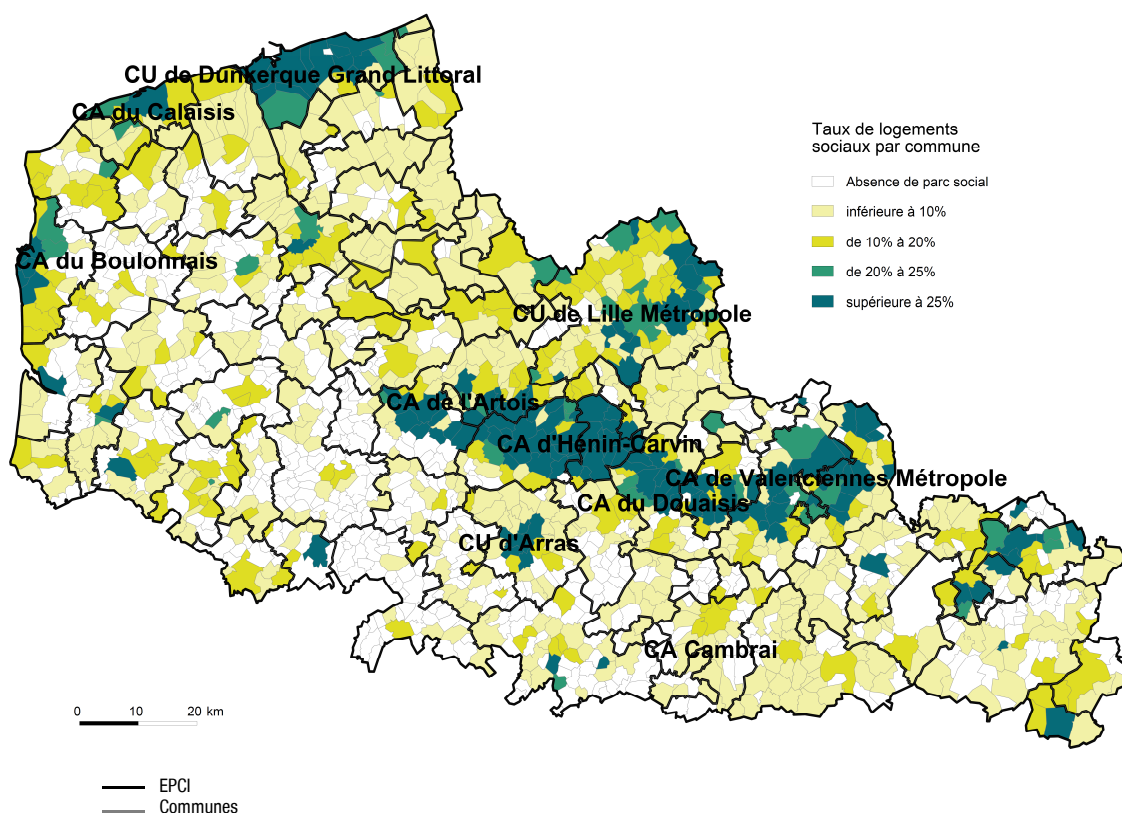 CU de Dunkerque Grand Littoral
CA du Calaisis
CA du Boulonnais
CU de Lille Métropole
CA de l'Artois
CA d'Hénin-Carvin
CA de Valenciennes Métropole
CA du Douaisis
CU d'Arras
CA Cambrai
Taux de logements
sociaux par commune
Absence de parc social
inférieure à 10%
de 10% à 20%
de 20% à 25%
supérieure à 25%
0 10 20 km
EPCI
Communes